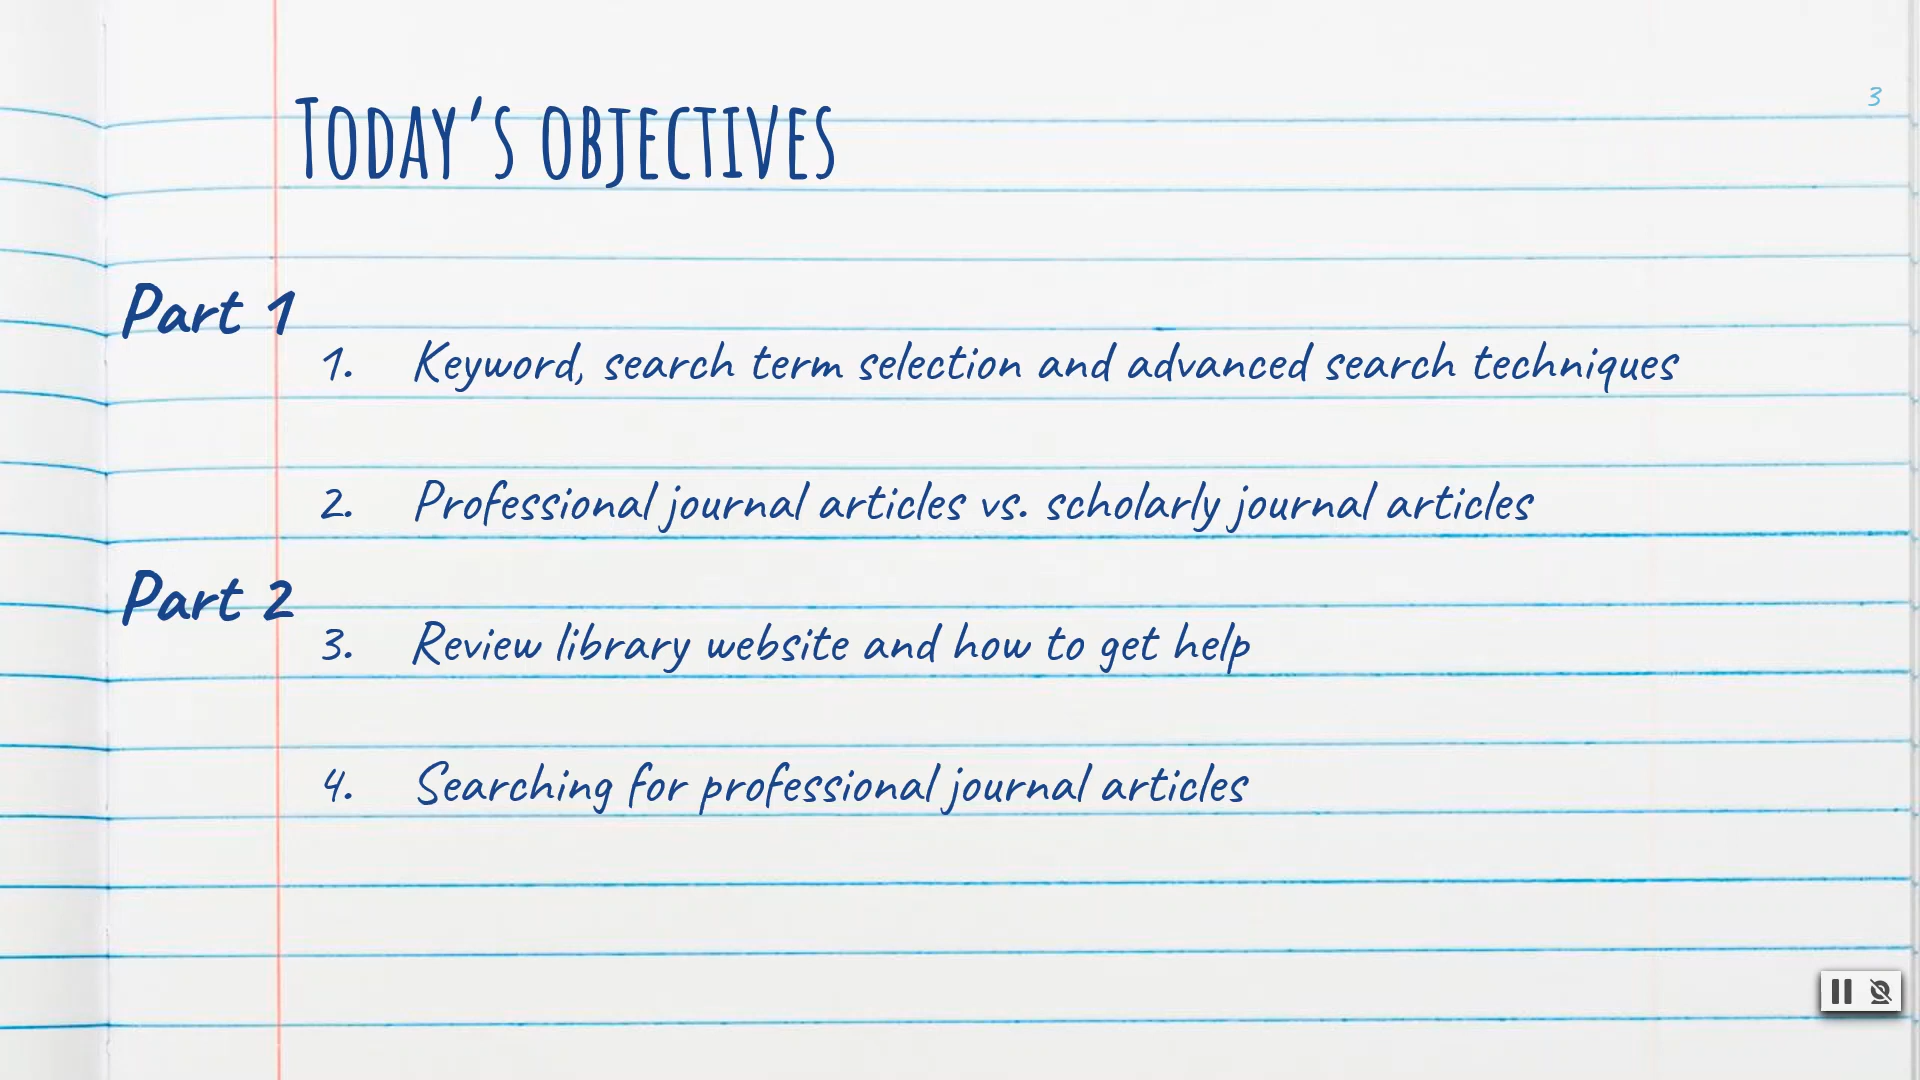 3
Today's objectives
Part 1
1. Keyword, search term selection and advanced search techniques
2. Professional journal articles vs. scholarly journal articles
Part 2
3. Review library website and how to get help
4. Searching for professional journal articles